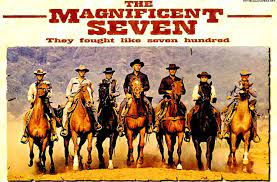 THE
MAGNIFICENT
SEVEN
They fought like seven hundred